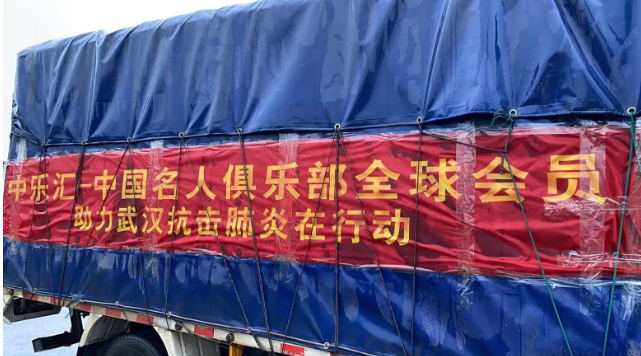 中乐汇-中国名人俱乐部全球会员
助力武汉抗击肺炎在行动